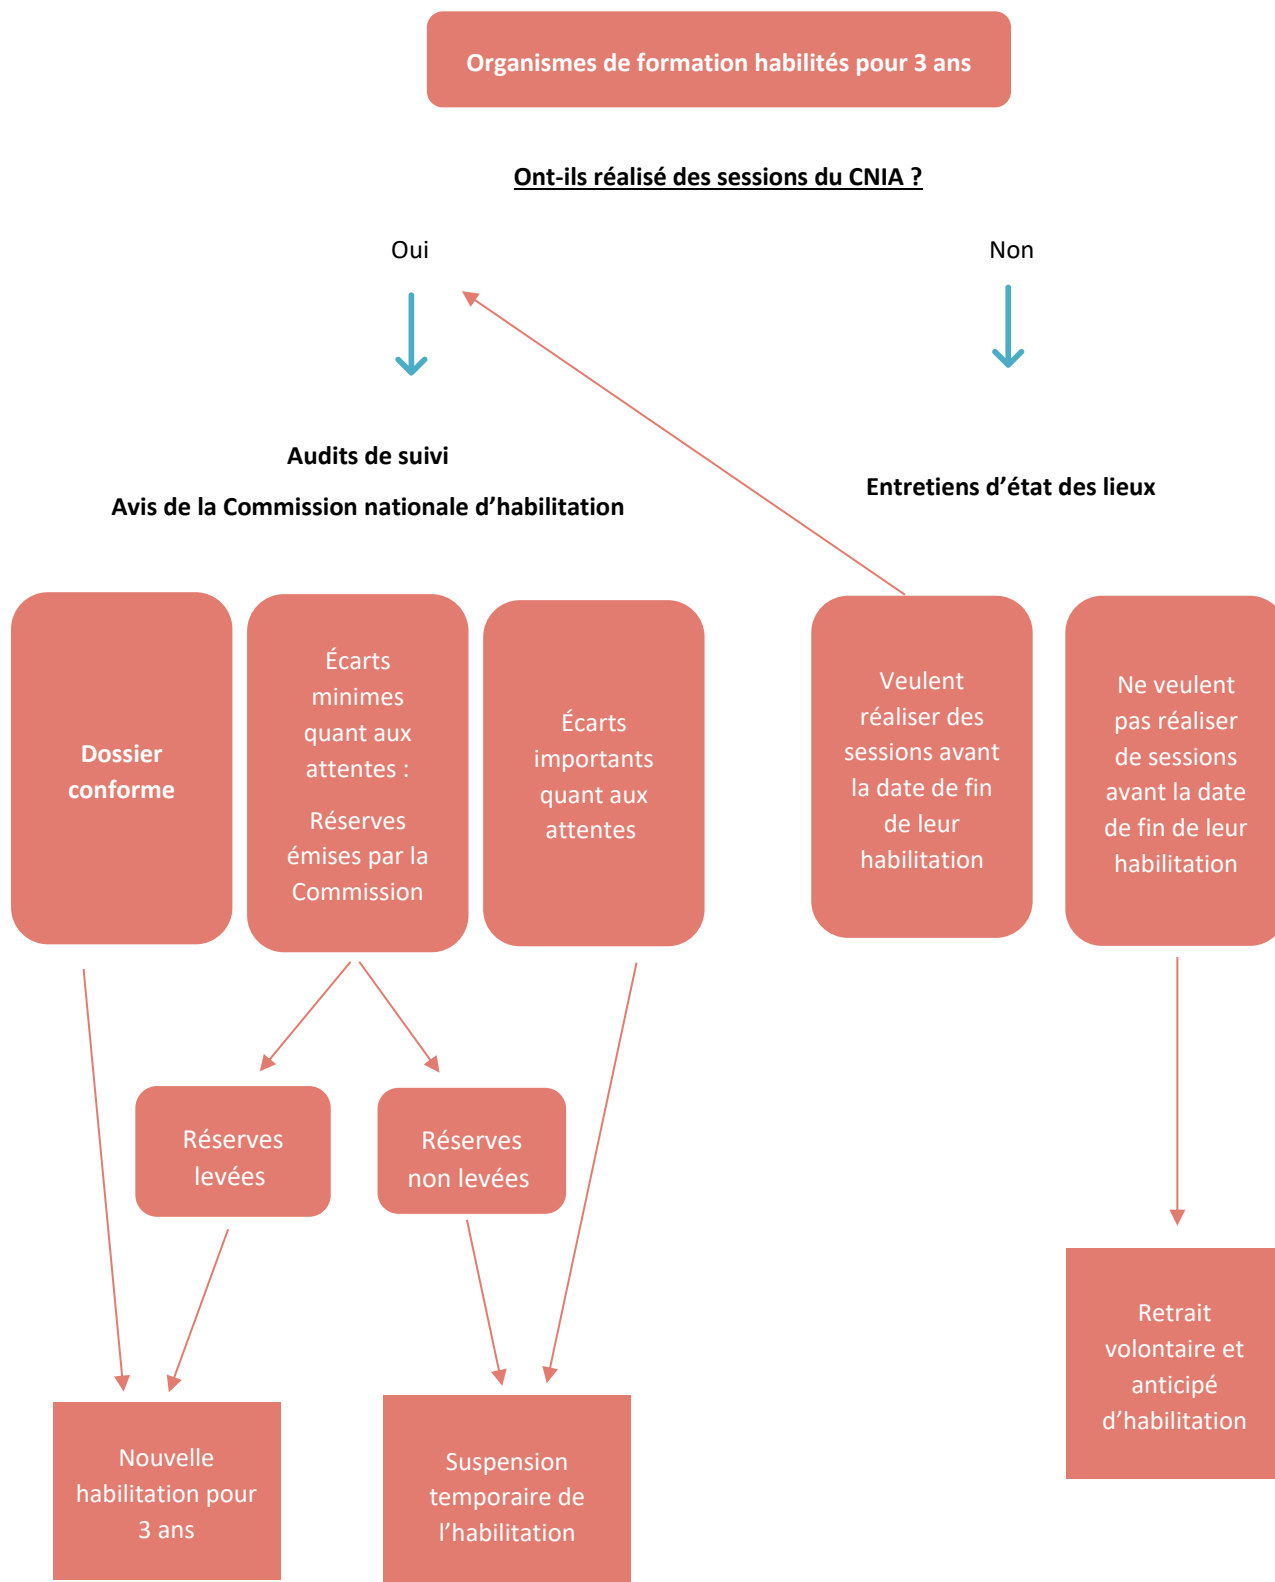 Organismes de formation habilités pour 3 ans
Ont-ils réalisé des sessions du CNIA ?
Oui
Non
Audits de suivi
Avis de la Commission nationale d’habilitation
Entretiens d’état des lieux
Dossier
conforme
Écarts
minimes
quant aux
attentes :
Réserves
émises par la
Commission
Écarts
importants
quant aux
attentes
Veulent
réaliser des
sessions avant
la date de fin
de leur
habilitation
Ne veulent
pas réaliser
de sessions
avant la date
de fin de leur
habilitation
Réserves
levées
Réserves
non levées
Nouvelle
habilitation pour
3 ans
Suspension
temporaire de
l’habilitation
Retrait
volontaire et
anticipé
d’habilitation